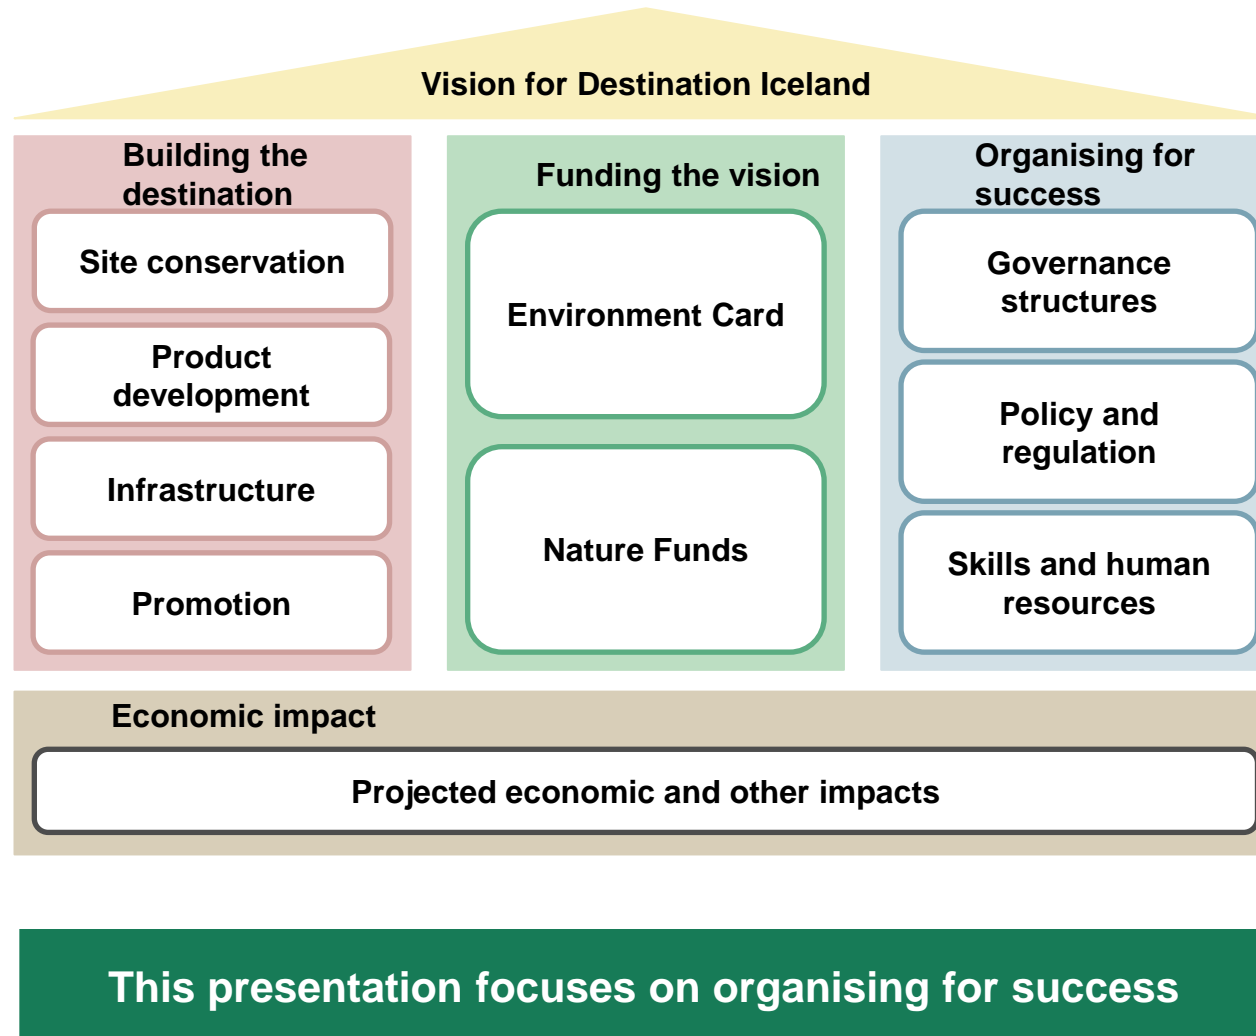 Vision for Destination Iceland
Building the
destination
Site conservation
Product
development
Infrastructure
Promotion
Funding the vision
Environment Card
Nature Funds
Organising for
success
Governance
structures
Policy and
regulation
Skills and human
resources
Economic impact
Projected economic and other impacts
This presentation focuses on organising for success